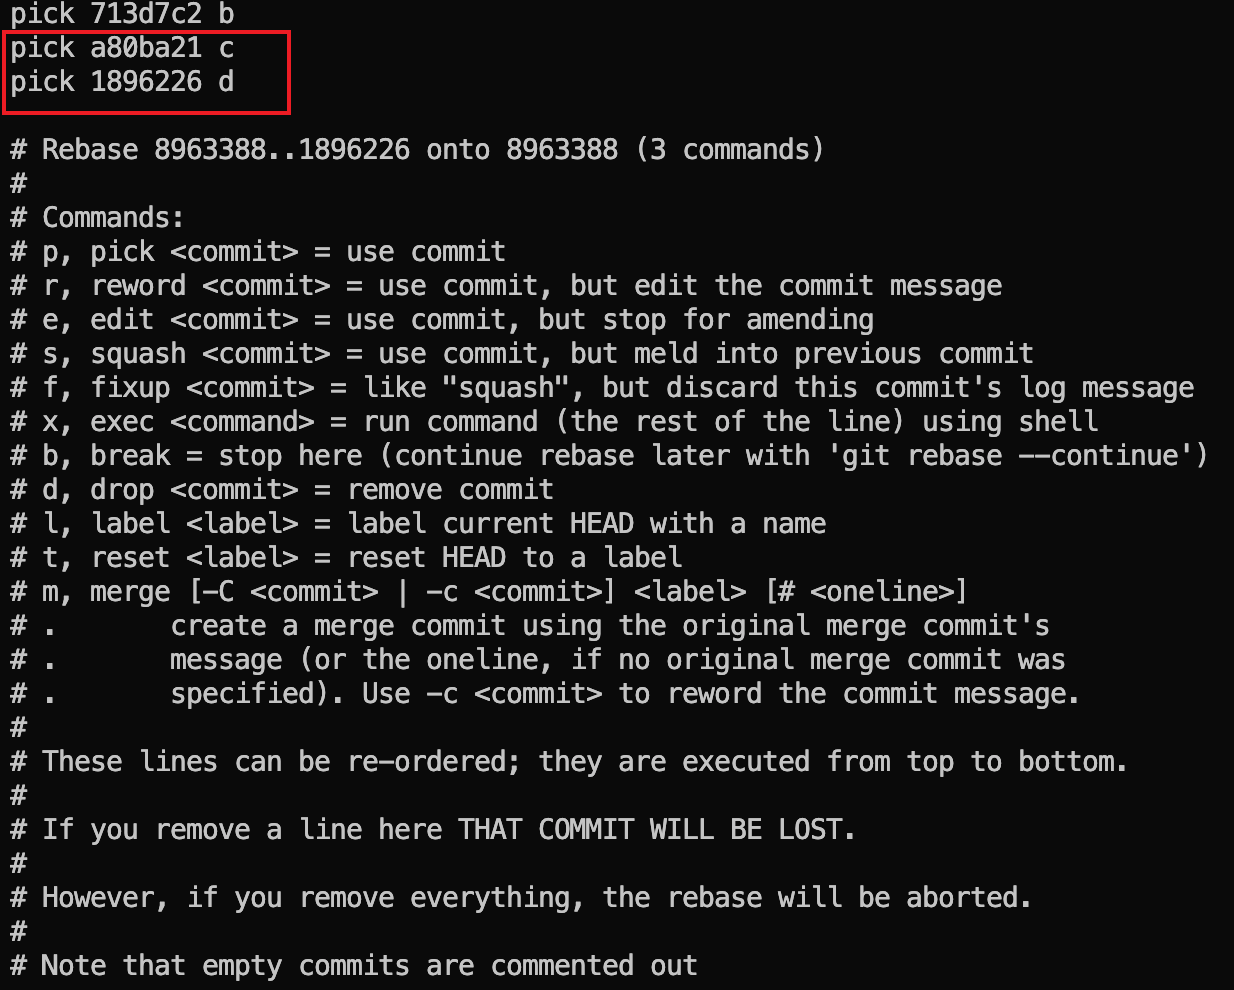 pick 713d7c2 b
pick a80ba21 c
pick 1896226 d
# Rebase 8963388..1896226 onto 8963388 (3 commands)
#
# Commands:
# p, pick <commit> = use commit
# r, reword <commit> = use commit, but edit the commit message
# e, edit <commit> = use commit, but stop for amending
# s, squash <commit> = use commit, but meld into previous commit
# f, fixup <commit> = like "squash", but discard this commit's log message
# x, exec <command> = run command (the rest of the line) using shell
# b, break = stop here (continue rebase later with 'git rebase --continue')
# d, drop <commit> = remove commit
# l, label <label> = label current HEAD with a name
# t, reset <label> = reset HEAD to a label
# m, merge [-C <commit> | -c <commit>] <label> [# <oneline>]
# .       create a merge commit using the original merge commit's
# .       message (or the oneline, if no original merge commit was
# .       specified). Use -c <commit> to reword the commit message.
#
# These lines can be re-ordered; they are executed from top to bottom.
#
# If you remove a line here THAT COMMIT WILL BE LOST.
#
# However, if you remove everything, the rebase will be aborted.
#
# Note that empty commits are commented out